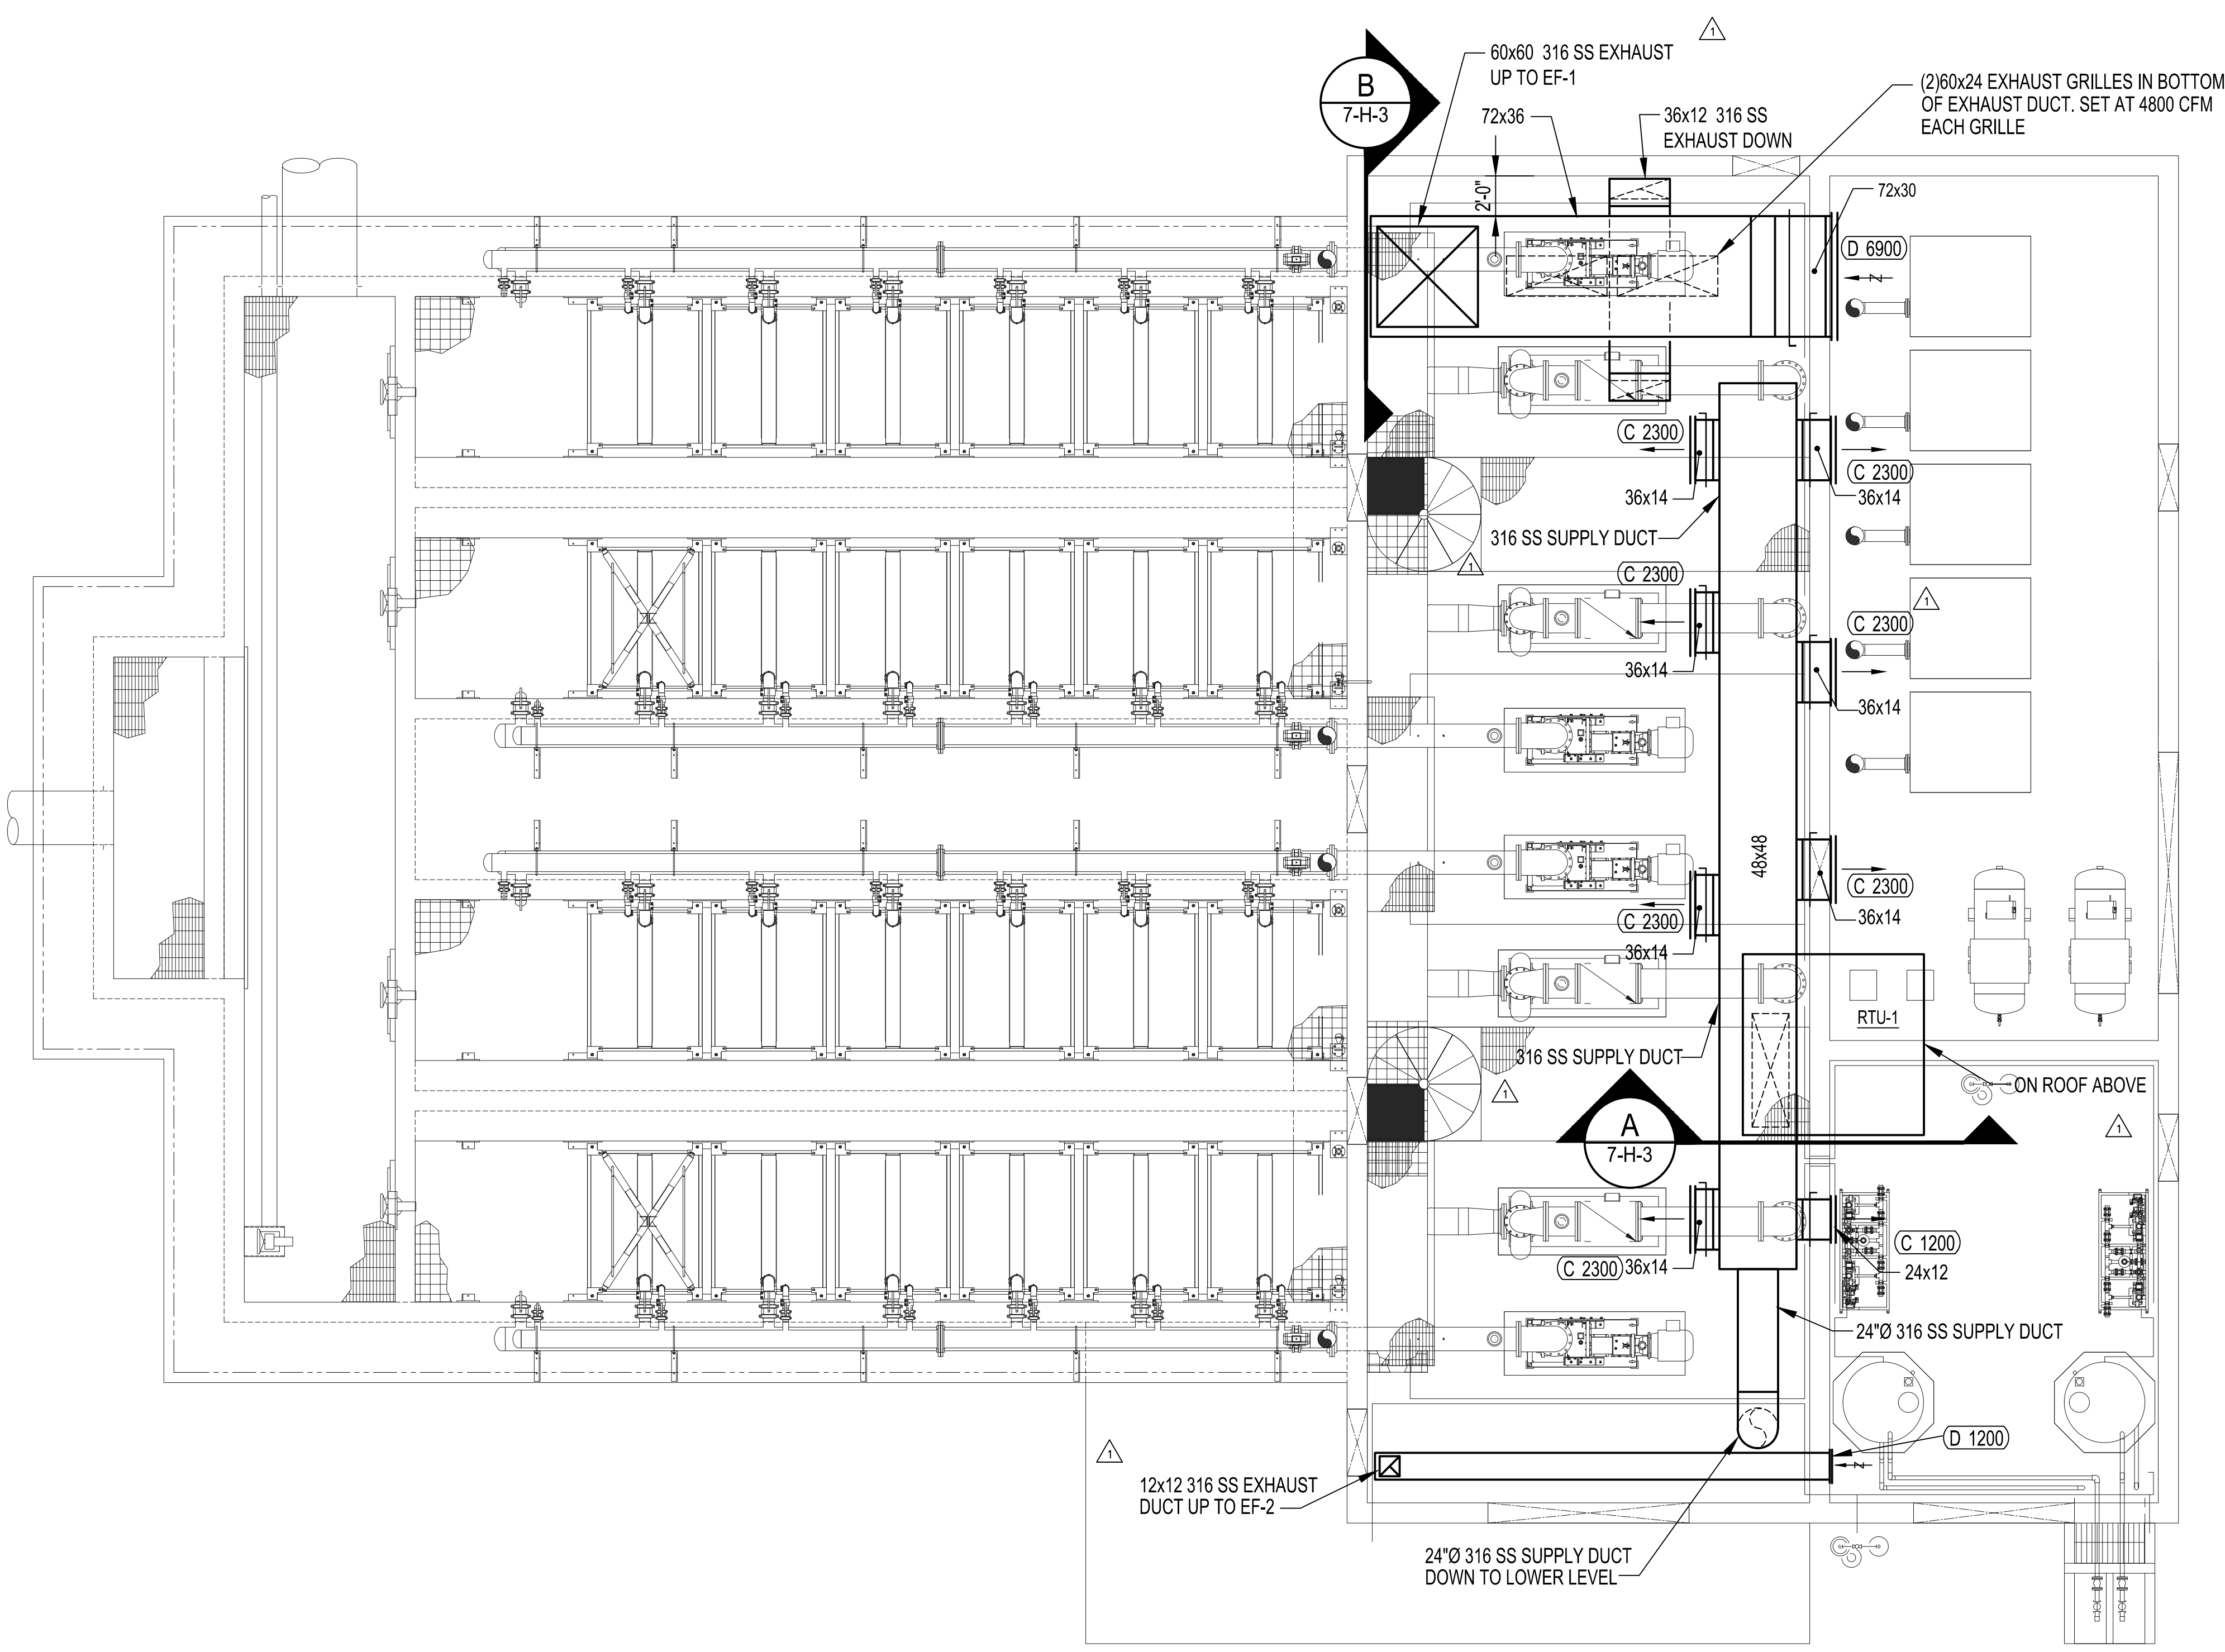 1
60x60  316 SS EXHAUST
UP TO EF-1
B
7-H-3
72x36
36x12  316 SS
EXHAUST DOWN
(2)60x24 EXHAUST GRILLES IN BOTTOM
OF EXHAUST DUCT. SET AT 4800 CFM
EACH GRILLE
2'-0"
72x30
D 6900
C 2300
C 2300
36x14
36x14
316 SS SUPPLY DUCT
1
C 2300
1
C 2300
36x14
36x14
48x48
C 2300
C 2300
36x14
36x14
RTU-1
316 SS SUPPLY DUCT
ON ROOF ABOVE
1
1
A
7-H-3
C 1200
C 2300
36x14
24x12
24"Ø 316 SS SUPPLY DUCT
D 1200
1
12x12 316 SS EXHAUST
DUCT UP TO EF-2
24"Ø 316 SS SUPPLY DUCT
DOWN TO LOWER LEVEL